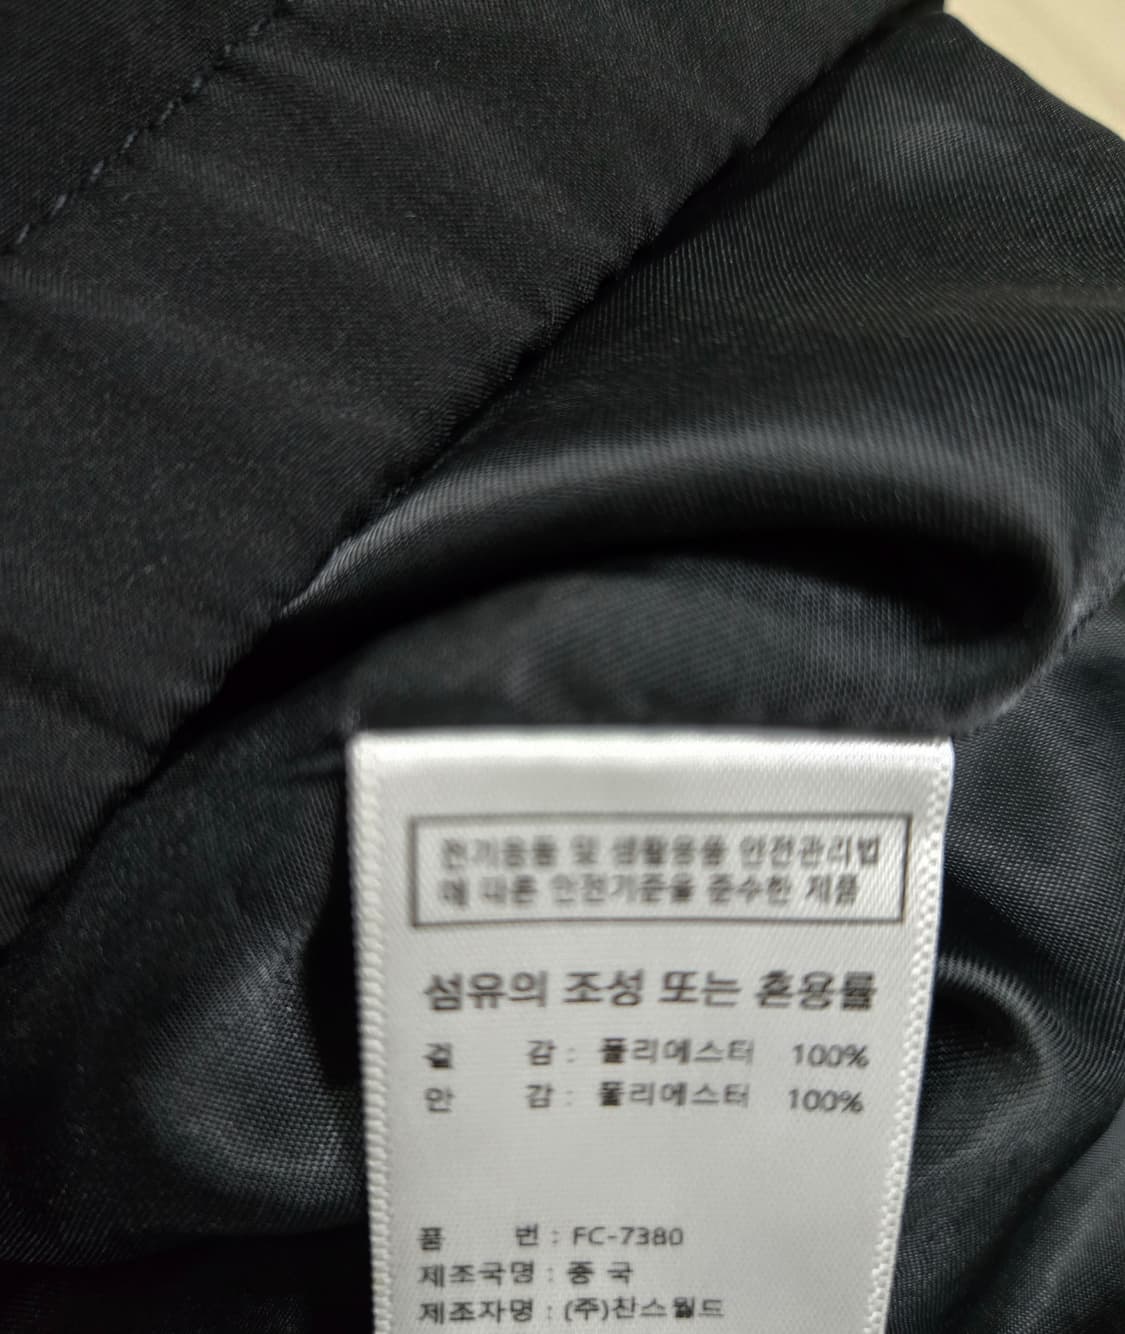 전기용품 및 생활용품 안전관리법
에 따른 안전기준을 준수한 제품
섬유의 조성 또는 혼용률
겉 감 : 폴리에스터 100%
안 감 : 폴리에스터 100%
품 번 : FC-7380
제조국명 : 중 국
제조자명 : (주)찬스월드